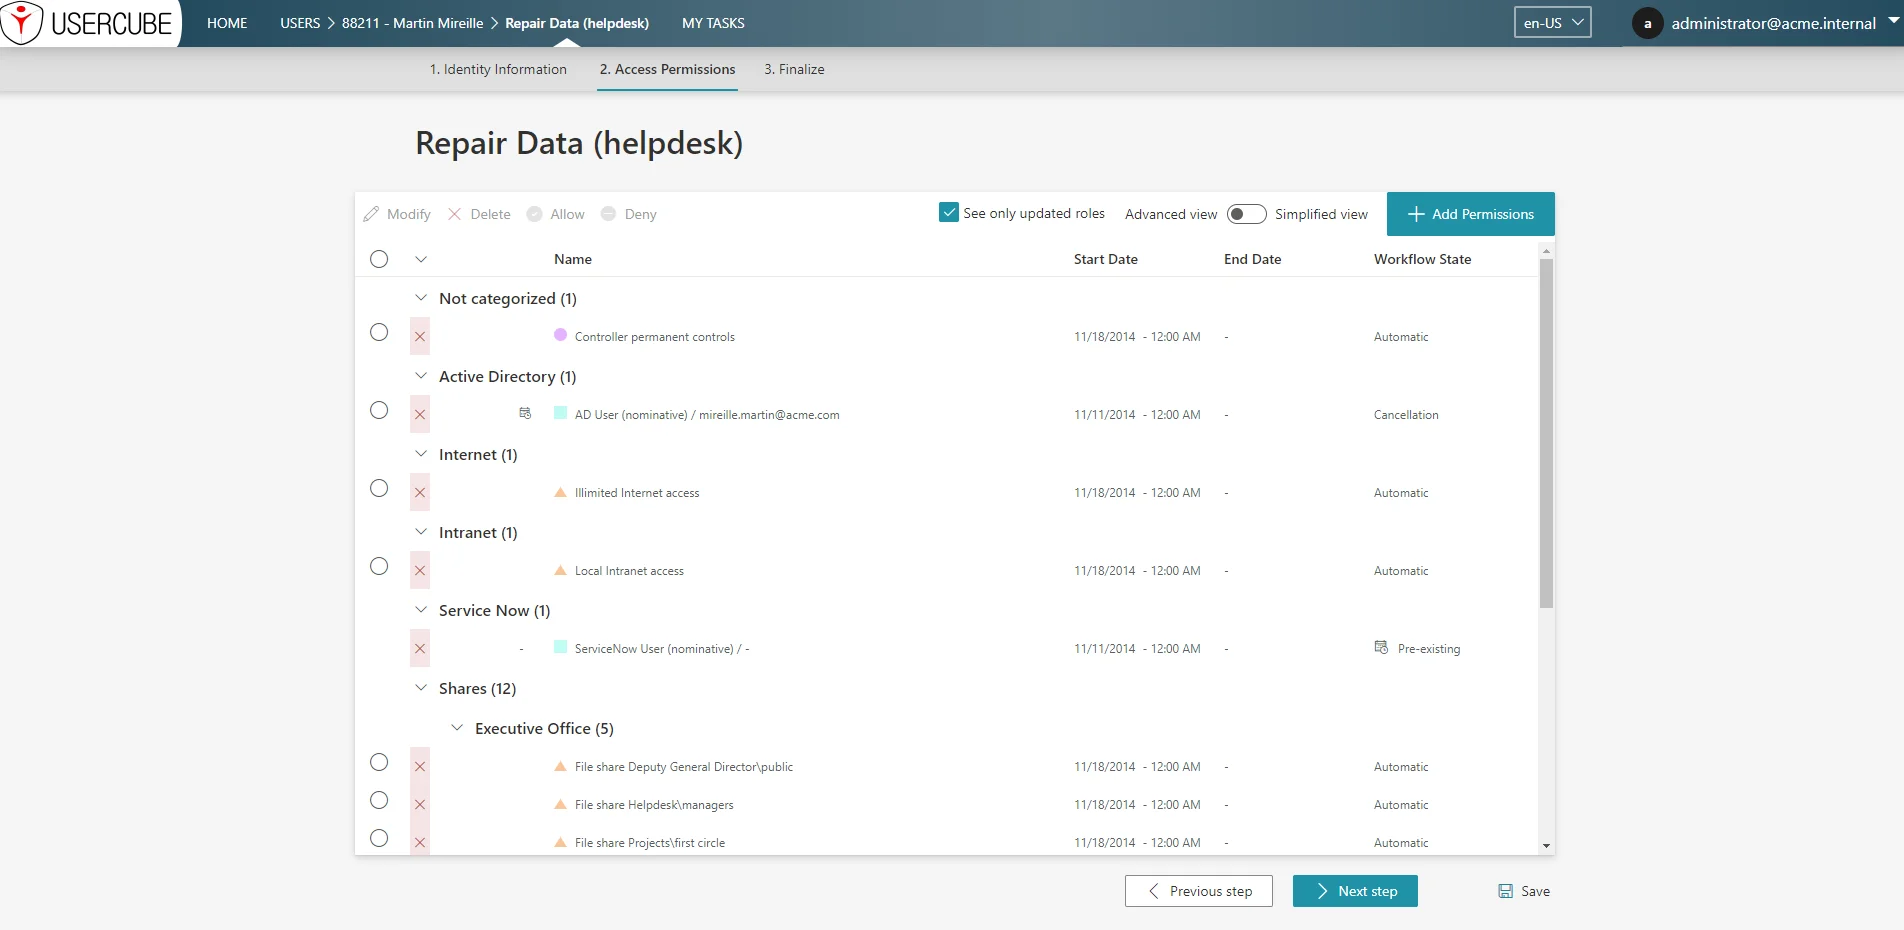 USERCUBE HOME USERS > 88211 - Martin Mireille > Repair Data (helpdesk) MY TASKS en-US a administrator@acme.internal
1. Identity Information 2. Access Permissions 3. Finalize
Repair Data (helpdesk)
Modify Delete Allow Deny See only updated roles Advanced view Simplified view + Add Permissions
Name Start Date End Date Workflow State
Not categorized (1)
Controller permanent controls 11/18/2014 - 12:00 AM - Automatic
Active Directory (1)
AD User (nominative) / mireille.martin@acme.com 11/11/2014 - 12:00 AM - Cancellation
Internet (1)
Illimited Internet access 11/18/2014 - 12:00 AM - Automatic
Intranet (1)
Local Intranet access 11/18/2014 - 12:00 AM - Automatic
Service Now (1)
- ServiceNow User (nominative) / - 11/11/2014 - 12:00 AM - Pre-existing
Shares (12)
Executive Office (5)
File share Deputy General Director\public 11/18/2014 - 12:00 AM - Automatic
File share Helpdesk\managers 11/18/2014 - 12:00 AM - Automatic
File share Projects\first circle 11/18/2014 - 12:00 AM - Automatic
Previous step Next step Save